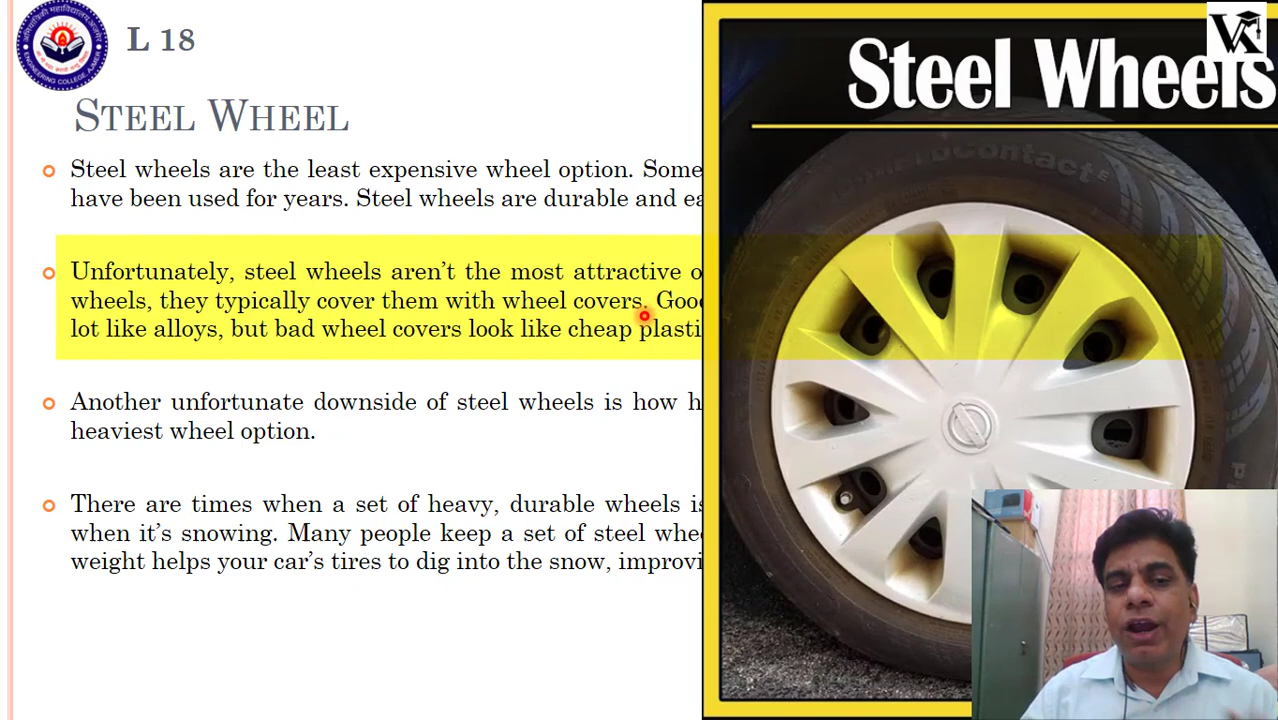 L 18
STEEL WHEEL
Steel wheels are the least expensive wheel option. Some
have been used for years. Steel wheels are durable and ea
Unfortunately, steel wheels aren't the most attractive o
wheels, they typically cover them with wheel covers. Good
lot like alloys, but bad wheel covers look like cheap plasti
Another unfortunate downside of steel wheels is how h
heaviest wheel option.
There are times when a set of heavy, durable wheels is
when it's snowing. Many people keep a set of steel whe
weight helps your car's tires to dig into the snow, improvi
Steel Wheels
ENGINEERING COLLEGE AJMER